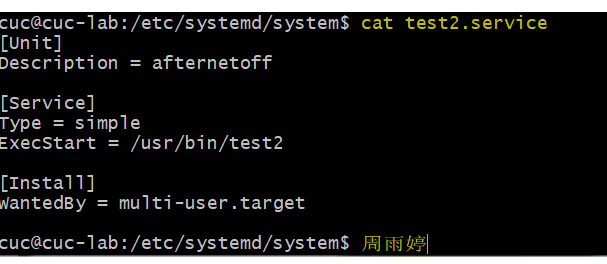 cuc@cuc-lab:/etc/systemd/system$ cat test2.service
[Unit]
Description = afternetoff
[Service]
Type = simple
ExecStart = /usr/bin/test2
[Install]
WantedBy = multi-user.target
cuc@cuc-lab:/etc/systemd/system$ 周雨婷